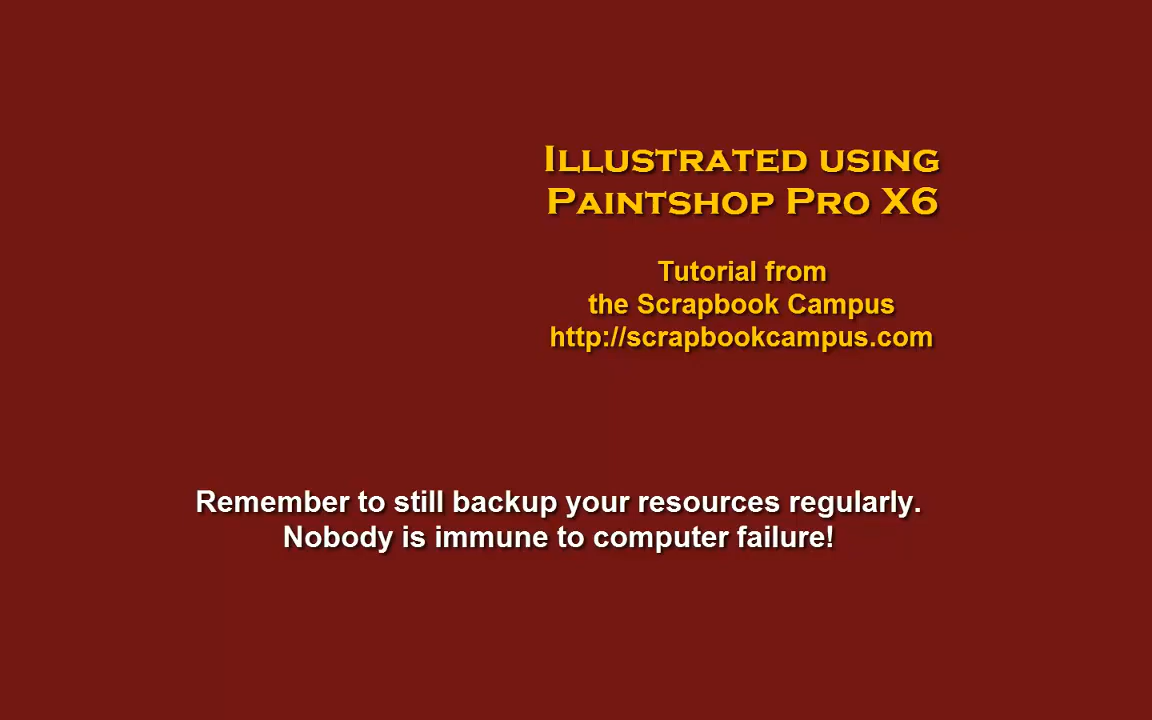 Illustrated using
Paintshop Pro X6
Tutorial from
the Scrapbook Campus
http://scrapbookcampus.com
Remember to still backup your resources regularly.
Nobody is immune to computer failure!